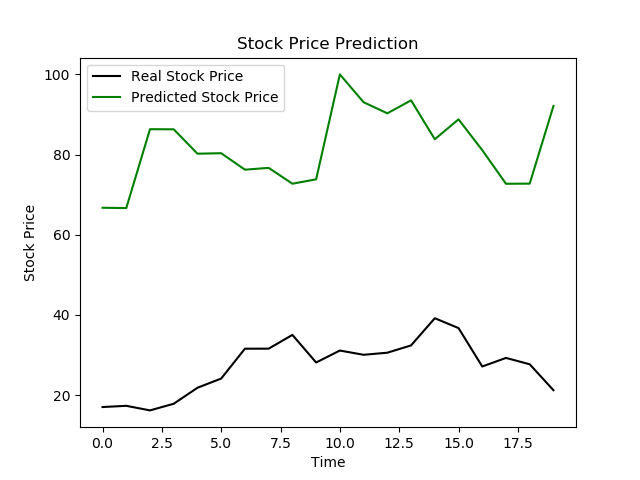 Stock Price Prediction
Real Stock Price
Predicted Stock Price
100
80
60
40
20
Stock Price
0.0 2.5 5.0 7.5 10.0 12.5 15.0 17.5
Time